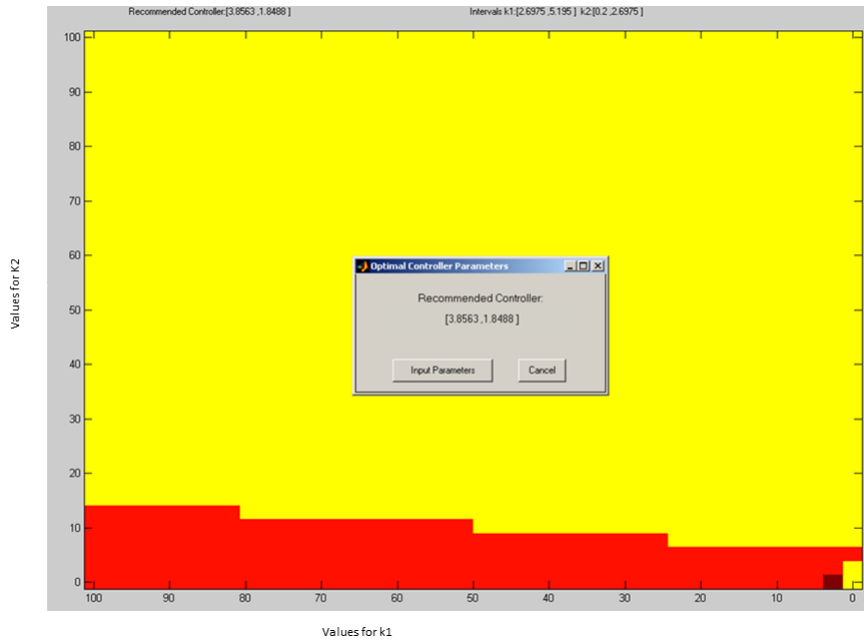 Recommended Controller:[3.8563 ,1.8488 ] Intervals k1:[2.6975 ,5.195 ] k2:[0.2 ,2.6975 ]
100
90
80
70
60
50
40
30
20
10
0
Values for K2
Optimal Controller Parameters
Recommended Controller:
[3.8563 ,1.8488 ]
Input Parameters Cancel
100 90 80 70 60 50 40 30 20 10 0
Values for k1